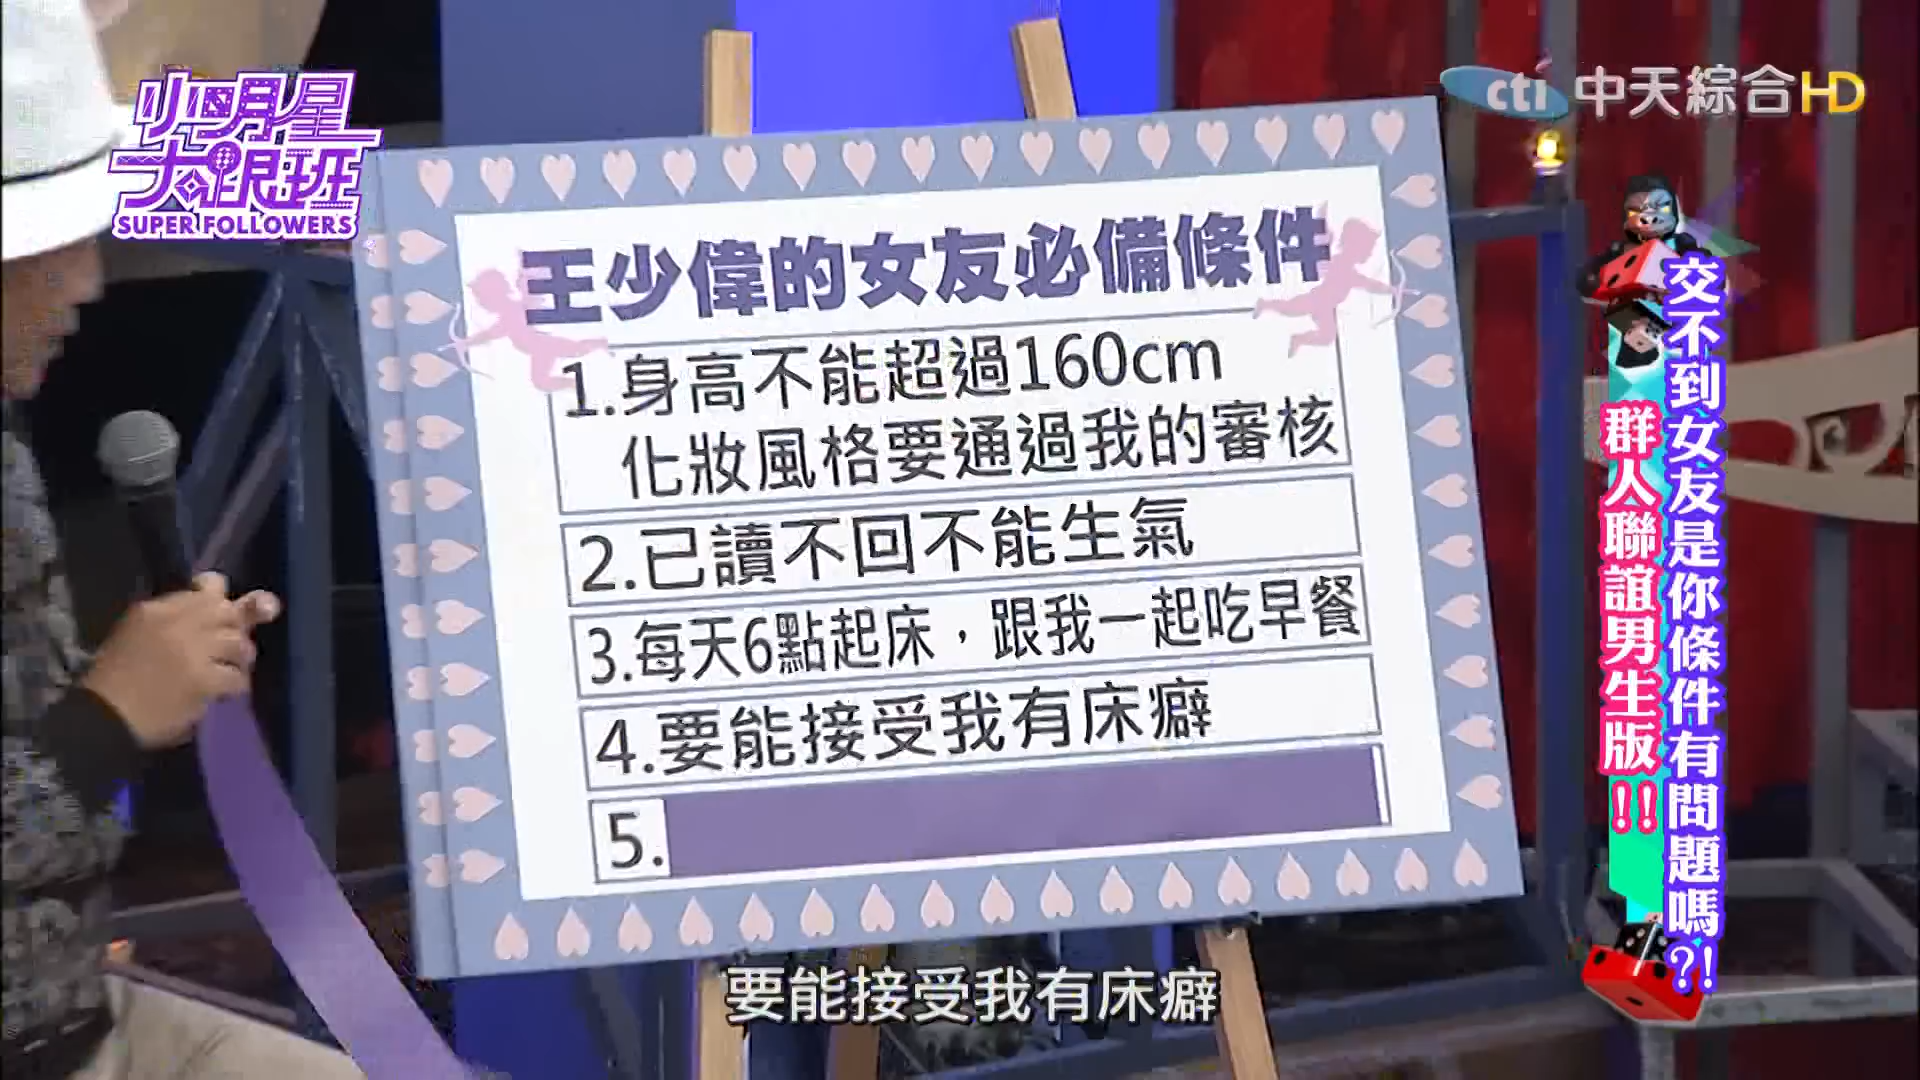 小明星
大跟班
SUPER FOLLOWERS
cti 中天綜合HD
王少偉的女友必備條件
1.身高不能超過160cm
化妝風格要通過我的審核
2.已讀不回不能生氣
3.每天6點起床，跟我一起吃早餐
4.要能接受我有床癖
5.
交不到女友是你條件有問題嗎?!
群人聯誼男生版!!
要能接受我有床癖